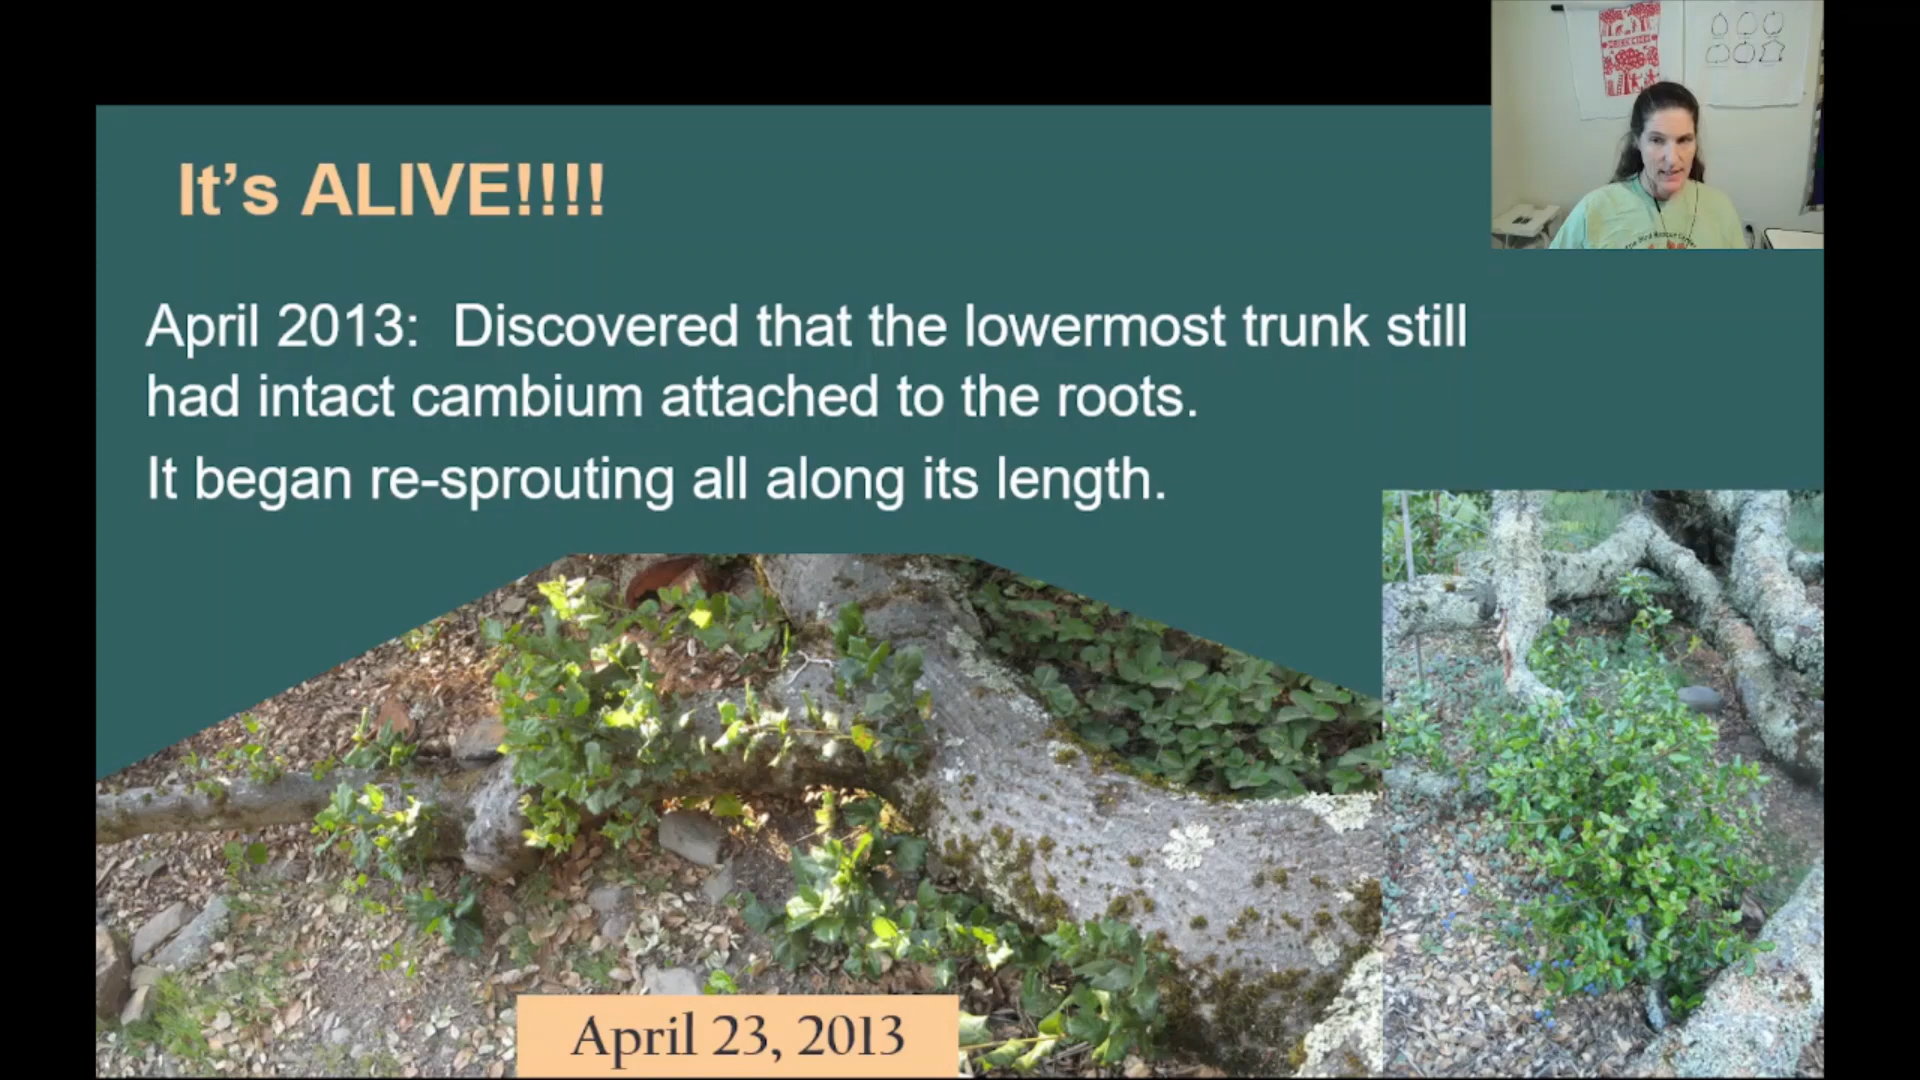 It's ALIVE!!!!
April 2013:  Discovered that the lowermost trunk still
had intact cambium attached to the roots.
It began re-sprouting all along its length.
April 23, 2013